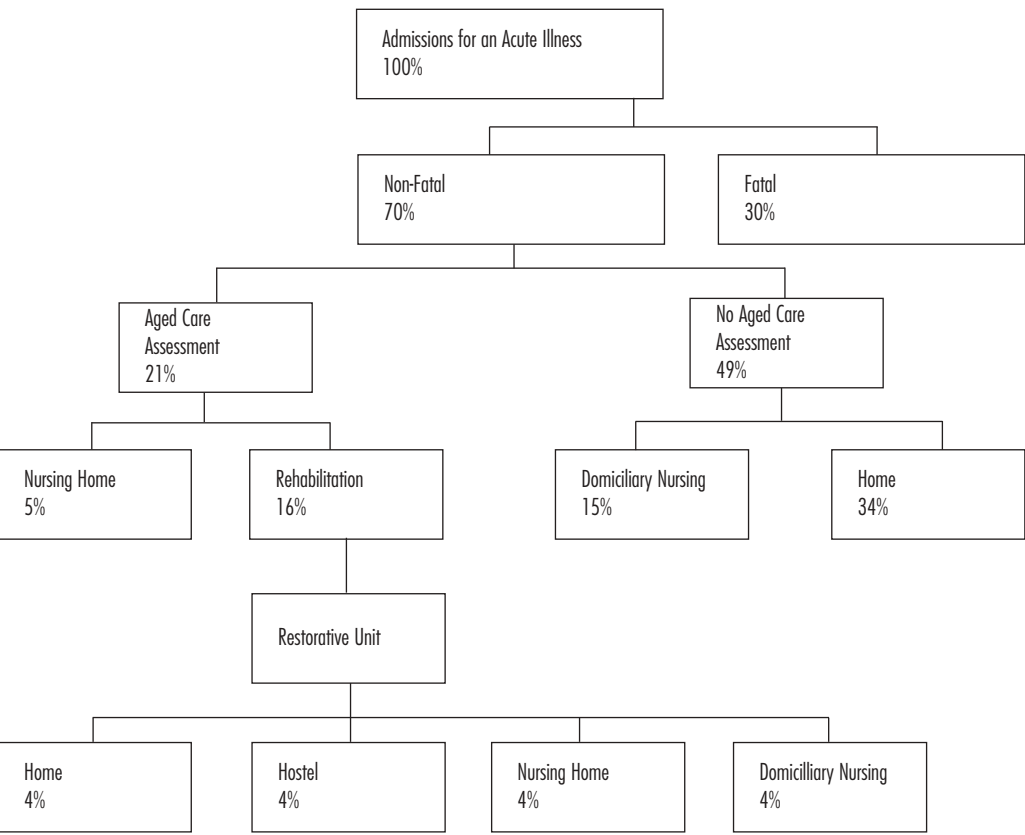 Admissions for an Acute Illness
100%
Non-Fatal
70%
Fatal
30%
Aged Care
Assessment
21%
No Aged Care
Assessment
49%
Nursing Home
5%
Rehabilitation
16%
Domiciliary Nursing
15%
Home
34%
Restorative Unit
Home
4%
Hostel
4%
Nursing Home
4%
Domicilliary Nursing
4%